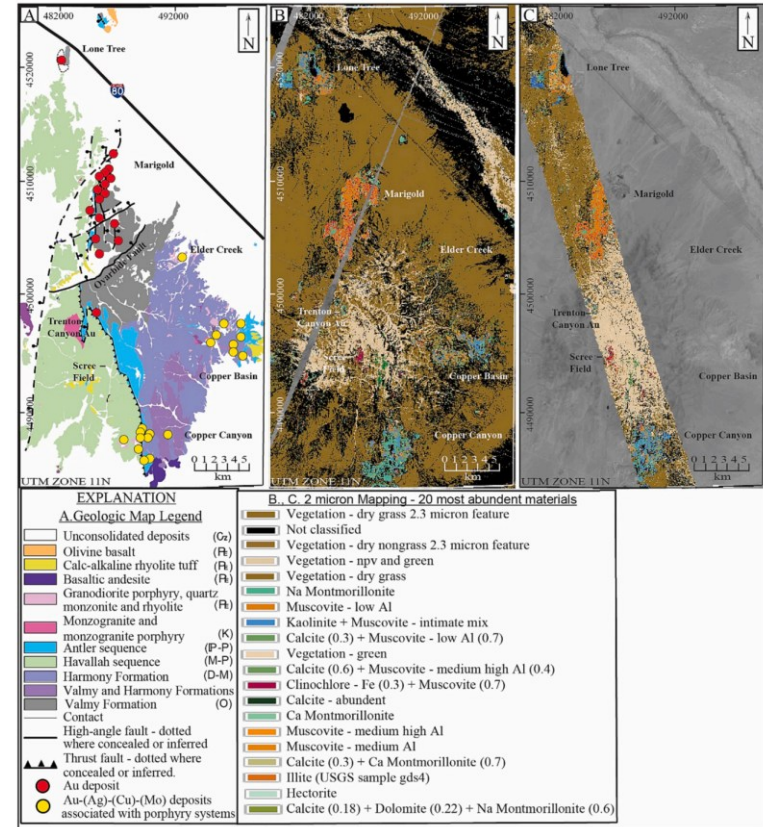 A
482000
492000
N
Lone Tree
4520000
80
Marigold
4510000
Oyarbide Fault
Elder Creek
4500000
Trenton
Canyon Au
Scree
Field
Copper Basin
4490000
Copper Canyon
0 1 2 3 4 5
km
UTM ZONE 11N
B
482000
492000
N
Lone Tree
4520000
Marigold
4510000
Elder Creek
4500000
Trenton
Canyon Au
Scree
Field
Copper Basin
4490000
Copper Canyon
0 1 2 3 4 5
km
UTM ZONE 11N
C
482000
492000
N
Lone Tree
4520000
Marigold
4510000
Elder Creek
4500000
Trenton
Canyon Au
Scree
Field
Copper Basin
4490000
Copper Canyon
0 1 2 3 4 5
km
UTM ZONE 11N
EXPLANATION
A.Geologic Map Legend
Unconsolidated deposits
Olivine basalt
Calc-alkaline rhyolite tuff
Basaltic andesite
Granodiorite porphyry, quartz
monzonite and rhyolite
Monzogranite and
monzogranite porphyry (K)
Antler sequence (IP-P)
Havallah sequence (M-P)
Harmony Formation (D-M)
Valmy and Harmony Formations
Valmy Formation (O)
Contact
High-angle fault - dotted
where concealed or inferred
Thrust fault - dotted where
concealed or inferred.
Au deposit
Au-(Ag)-(Cu)-(Mo) deposits
associated with porphyry systems
B., C. 2 micron Mapping - 20 most abundant materials
Vegetation - dry grass 2.3 micron feature
Not classified
Vegetation - dry nongrass 2.3 micron feature
Vegetation - npv and green
Vegetation - dry grass
Na Montmorillonite
Muscovite - low Al
Kaolinite + Muscovite - intimate mix
Calcite (0.3) + Muscovite - low Al (0.7)
Vegetation - green
Calcite (0.6) + Muscovite - medium high Al (0.4)
Clinochlore - Fe (0.3) + Muscovite (0.7)
Calcite - abundent
Ca Montmorillonite
Muscovite - medium high Al
Muscovite - medium Al
Calcite (0.3) + Ca Montmorillonite (0.7)
Illite (USGS sample gds4)
Hectorite
Calcite (0.18) + Dolomite (0.22) + Na Montmorillonite (0.6)